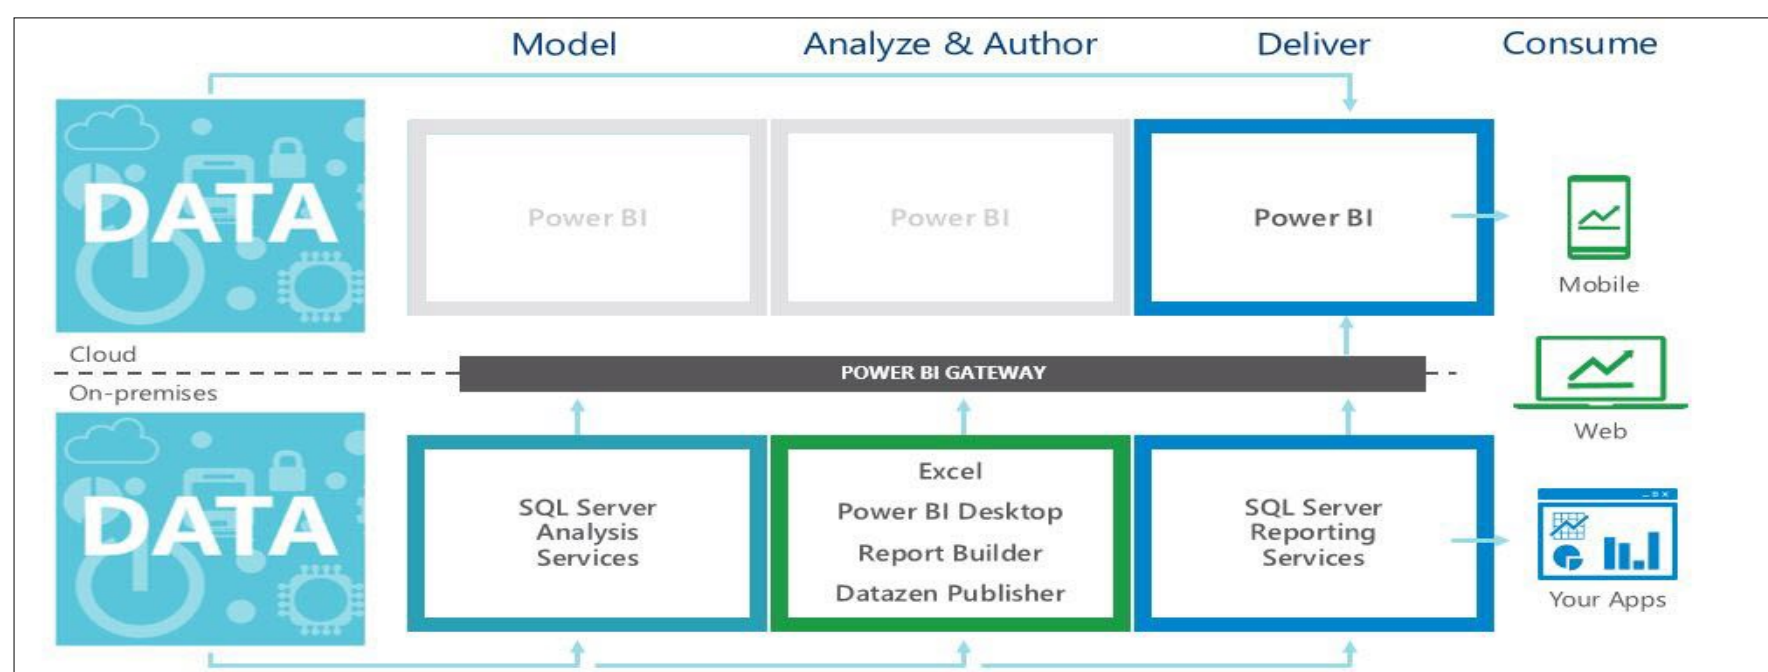 Model
Analyze & Author
Deliver
Consume
DATA
Power BI
Power BI
Power BI
Mobile
Cloud
On-premises
POWER BI GATEWAY
Web
DATA
SQL Server
Analysis
Services
Excel
Power BI Desktop
Report Builder
Datazen Publisher
SQL Server
Reporting
Services
Your Apps